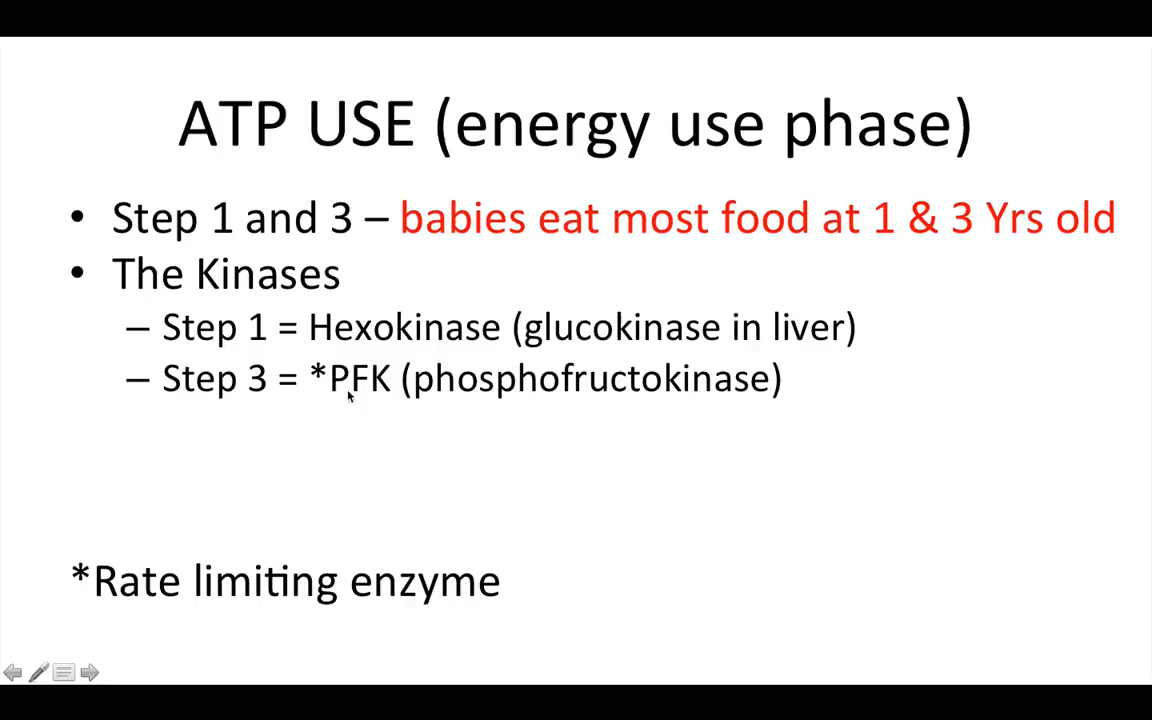 ATP USE (energy use phase)
• Step 1 and 3 – babies eat most food at 1 & 3 Yrs old
• The Kinases
– Step 1 = Hexokinase (glucokinase in liver)
– Step 3 = *PFK (phosphofructokinase)
*Rate limiting enzyme